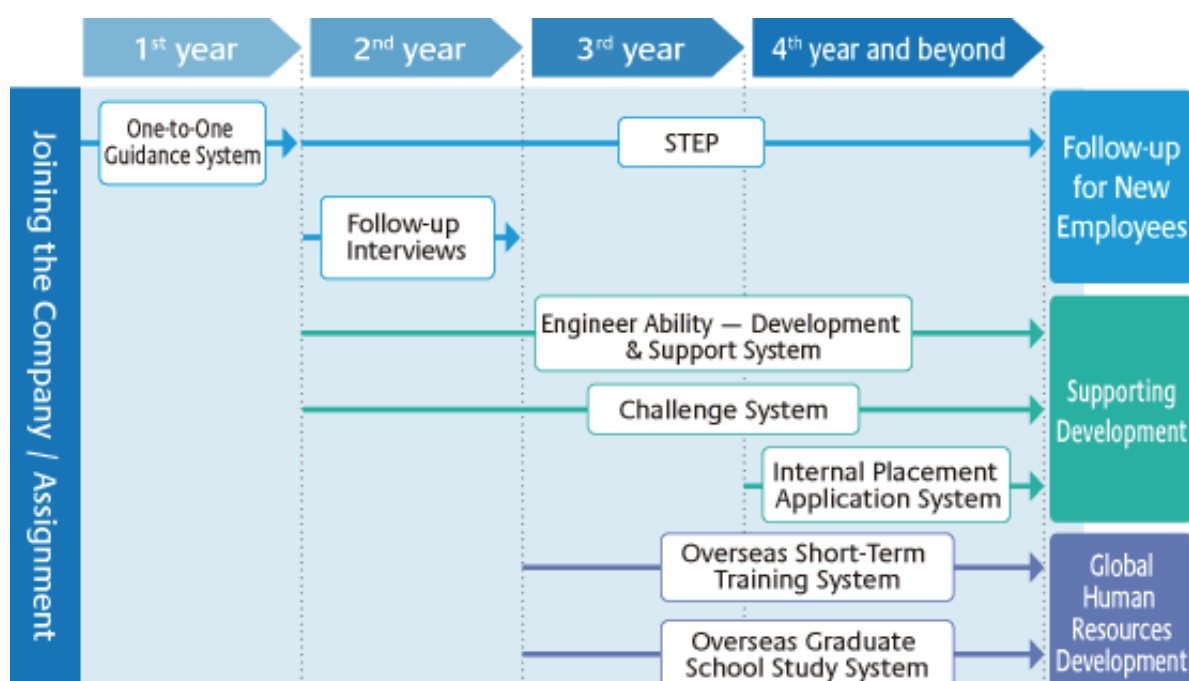 1st year
2nd year
3rd year
4th year and beyond
Joining the Company / Assignment
One-to-One
Guidance System
STEP
Follow-up
for New
Employees
Follow-up
Interviews
Engineer Ability — Development
& Support System
Challenge System
Internal Placement
Application System
Supporting
Development
Overseas Short-Term
Training System
Overseas Graduate
School Study System
Global
Human
Resources
Development